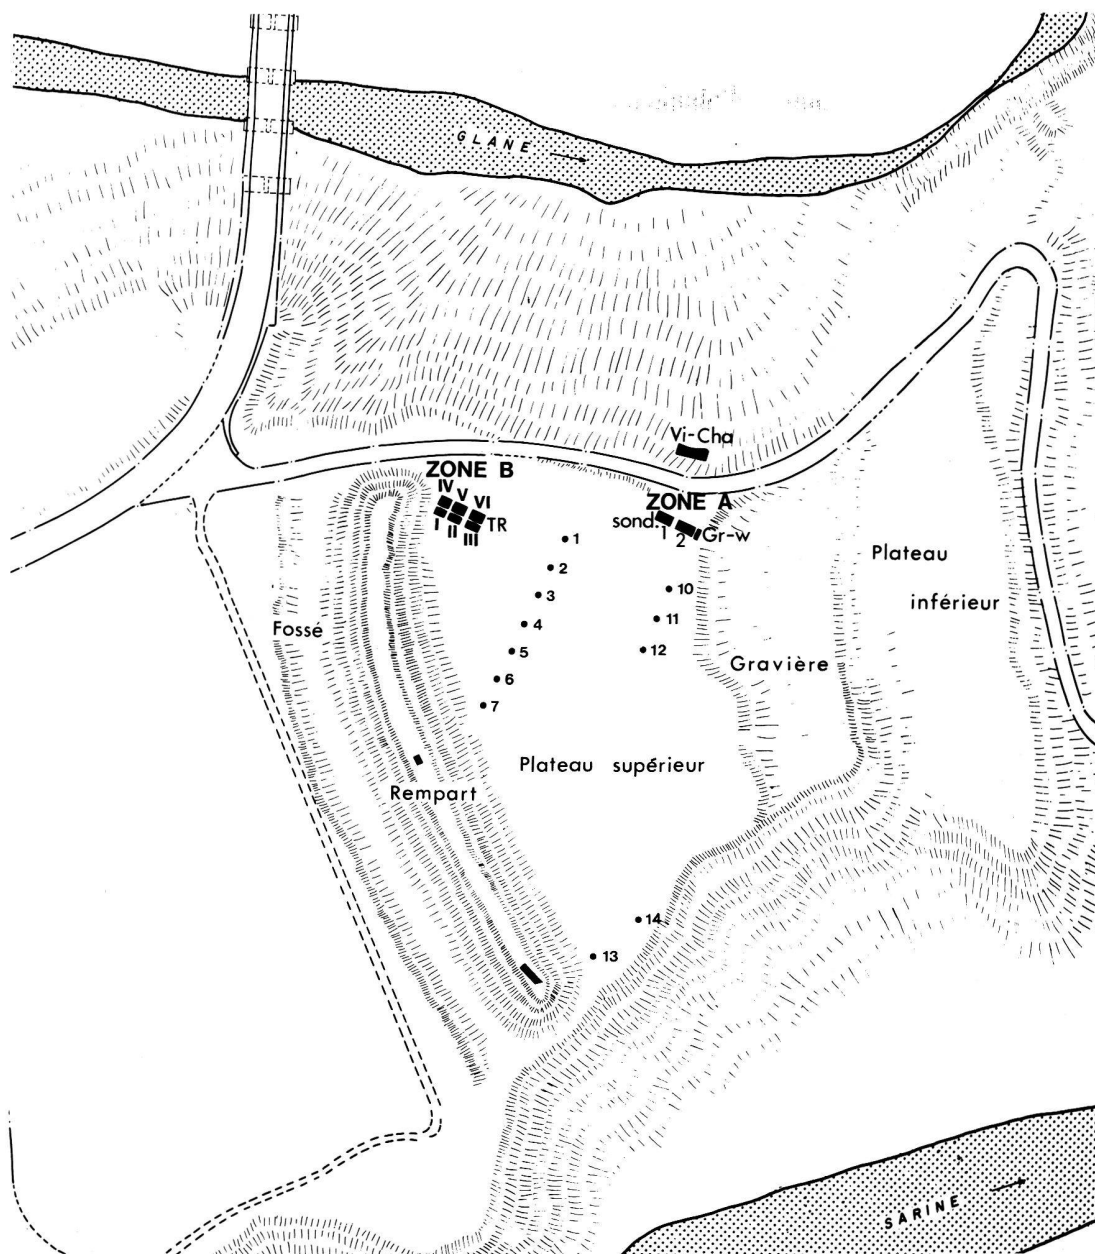 GLANE
Vi-Cha
ZONE B
IV V VI
I II III TR
ZONE A
sond. 1 2 Gr-w
1
2
3
4
5
6
7
10
11
12
Plateau
inférieur
Fossé
Gravière
Plateau supérieur
Rempart
14
13
SARINE